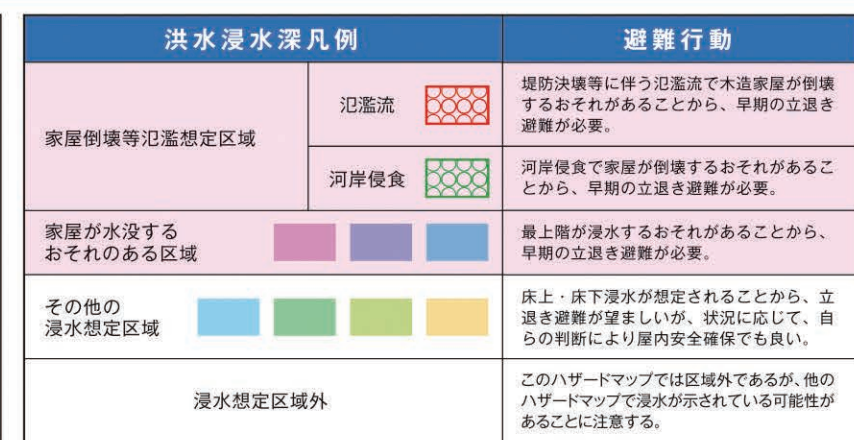 洪水浸水深凡例
避難行動
家屋倒壊等氾濫想定区域
氾濫流
堤防決壊等に伴う氾濫流で木造家屋が倒壊
するおそれがあることから、早期の立退き
避難が必要。
河岸侵食
河岸侵食で家屋が倒壊するおそれがあるこ
とから、早期の立退き避難が必要。
家屋が水没する
おそれのある区域
最上階が浸水するおそれがあることから、
早期の立退き避難が必要。
その他の
浸水想定区域
床上・床下浸水が想定されることから、立
退き避難が望ましいが、状況に応じて、自
らの判断により屋内安全確保でも良い。
浸水想定区域外
このハザードマップでは区域外であるが、他の
ハザードマップで浸水が示されている可能性が
あることに注意する。